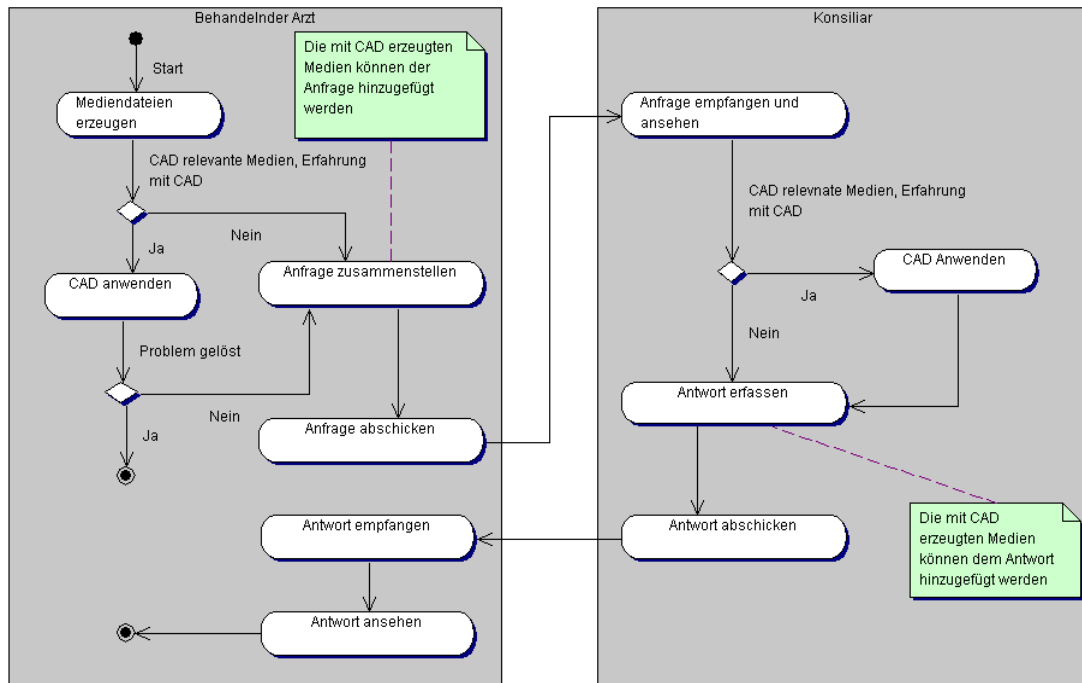 Behandelnder Arzt
Start
Mediendateien
erzeugen
Die mit CAD erzeugten
Medien können der
Anfrage hinzugefügt
werden
CAD relevante Medien, Erfahrung
mit CAD
Nein
Ja
CAD anwenden
Anfrage zusammenstellen
Problem gelöst
Nein
Ja
Anfrage abschicken
Antwort empfangen
Antwort ansehen
Konsiliar
Anfrage empfangen und
ansehen
CAD relevnate Medien, Erfahrung
mit CAD
CAD Anwenden
Ja
Nein
Antwort erfassen
Antwort abschicken
Die mit CAD
erzeugten Medien
können dem Antwort
hinzugefügt werden